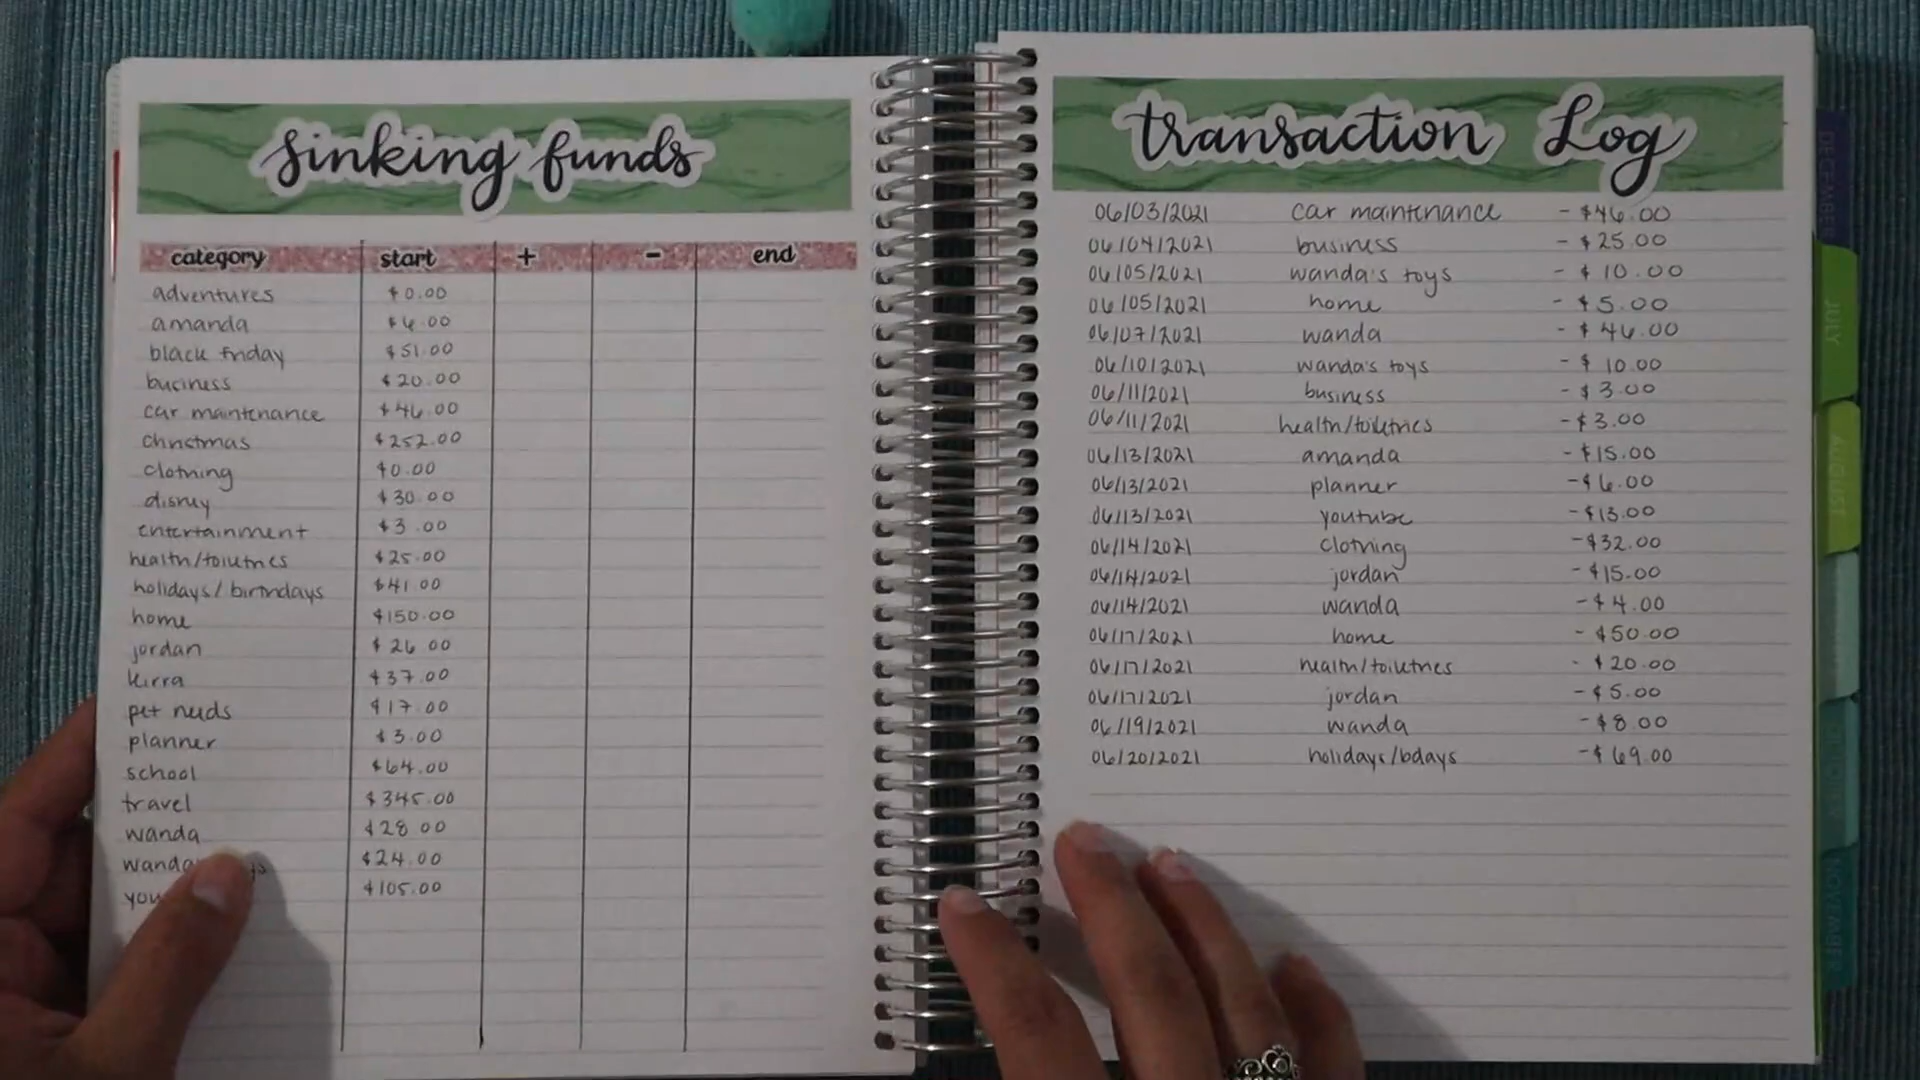 sinking funds
category start + - end
adventures $0.00
amanda $6.00
black friday $51.00
business $20.00
car maintenance $46.00
christmas $252.00
clothing $0.00
disney $30.00
entertainment $3.00
health/toiletries $25.00
holidays/birthdays $41.00
home $150.00
jordan $26.00
kirra $37.00
pet needs $17.00
planner $3.00
school $64.00
travel $345.00
wanda $28.00
$24.00
$105.00
transaction Log
06/03/2021 car maintenance - $46.00
06/04/2021 business - $25.00
06/05/2021 wanda's toys - $10.00
06/05/2021 home - $5.00
06/07/2021 wanda - $46.00
06/10/2021 wanda's toys - $10.00
06/11/2021 business - $3.00
06/11/2021 health/toiletries - $3.00
06/13/2021 amanda - $15.00
06/13/2021 planner - $6.00
06/13/2021 youtube - $13.00
06/14/2021 clothing - $32.00
06/14/2021 jordan - $15.00
06/14/2021 wanda - $4.00
06/17/2021 home - $50.00
06/17/2021 health/toiletries - $20.00
06/17/2021 jordan - $5.00
06/19/2021 wanda - $8.00
06/20/2021 holidays/bdays - $69.00
DECEMBER
JULY
AUGUST
OCTOBER
NOVEMBER